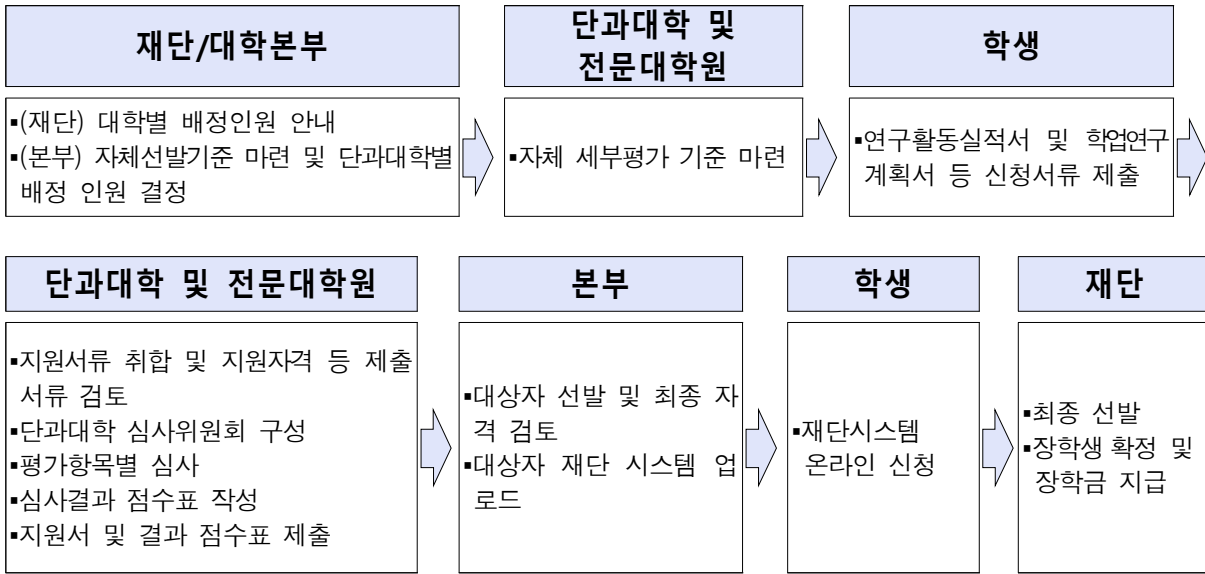 재단/대학본부
▪(재단) 대학별 배정인원 안내
▪(본부) 자체선발기준 마련 및 단과대학별
배정 인원 결정
단과대학 및
전문대학원
▪자체 세부평가 기준 마련
학생
▪연구활동실적서 및 학업연구
계획서 등 신청서류 제출
단과대학 및 전문대학원
▪지원서류 취합 및 지원자격 등 제출
서류 검토
▪단과대학 심사위원회 구성
▪평가항목별 심사
▪심사결과 점수표 작성
▪지원서 및 결과 점수표 제출
본부
▪대상자 선발 및 최종 자
격 검토
▪대상자 재단 시스템 업
로드
학생
▪재단시스템
온라인 신청
재단
▪최종 선발
▪장학생 확정 및
장학금 지급